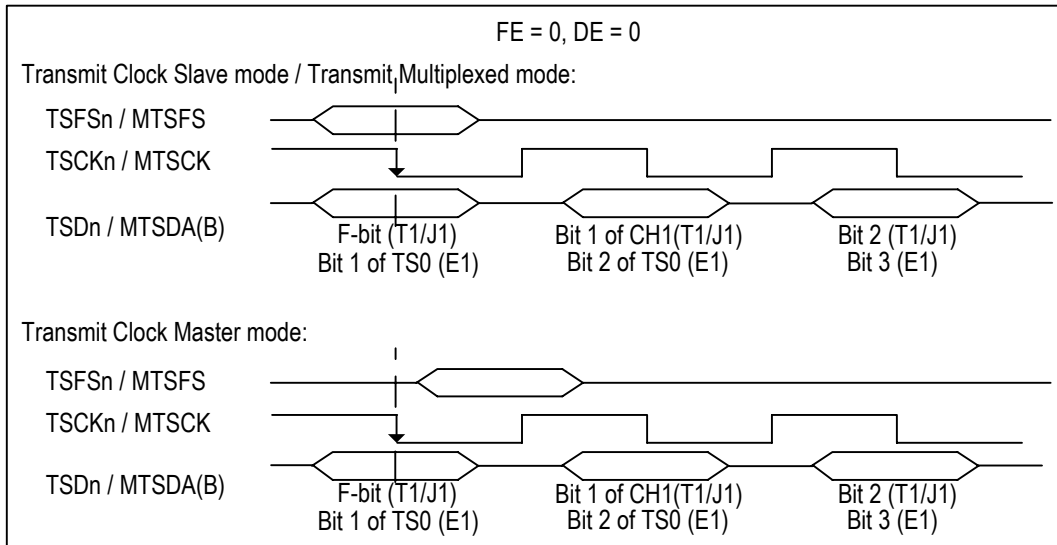 FE = 0, DE = 0
Transmit Clock Slave mode / Transmit Multiplexed mode:
TSFSn / MTSFS
TSCKn / MTSCK
TSDn / MTSDA(B)
F-bit (T1/J1)
Bit 1 of TS0 (E1)
Bit 1 of CH1(T1/J1)
Bit 2 of TS0 (E1)
Bit 2 (T1/J1)
Bit 3 (E1)
Transmit Clock Master mode:
TSFSn / MTSFS
TSCKn / MTSCK
TSDn / MTSDA(B)
F-bit (T1/J1)
Bit 1 of TS0 (E1)
Bit 1 of CH1(T1/J1)
Bit 2 of TS0 (E1)
Bit 2 (T1/J1)
Bit 3 (E1)